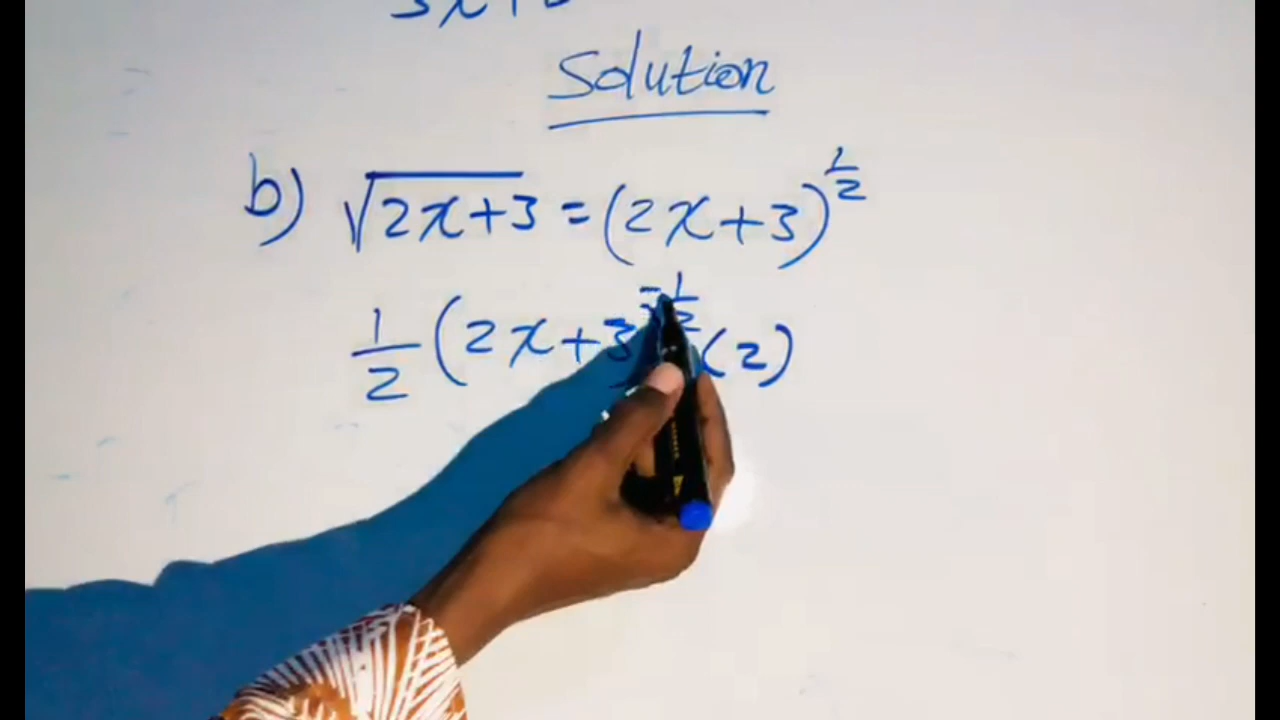 Solution
b) √2x+3 = (2x+3)^1/2
1/2 (2x+3)^-1/2 (2)